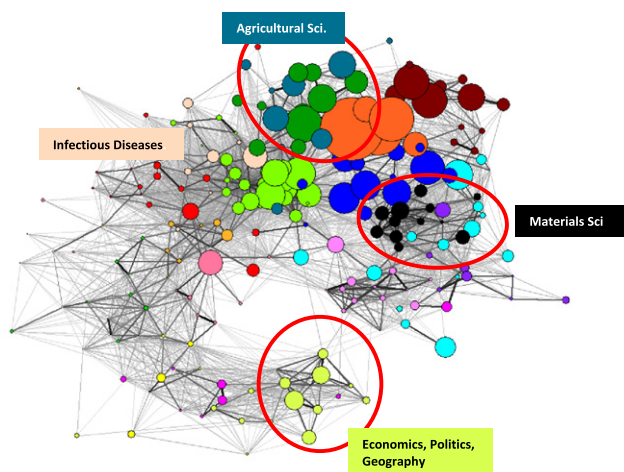 Agricultural Sci.
Infectious Diseases
Materials Sci
Economics, Politics,
Geography